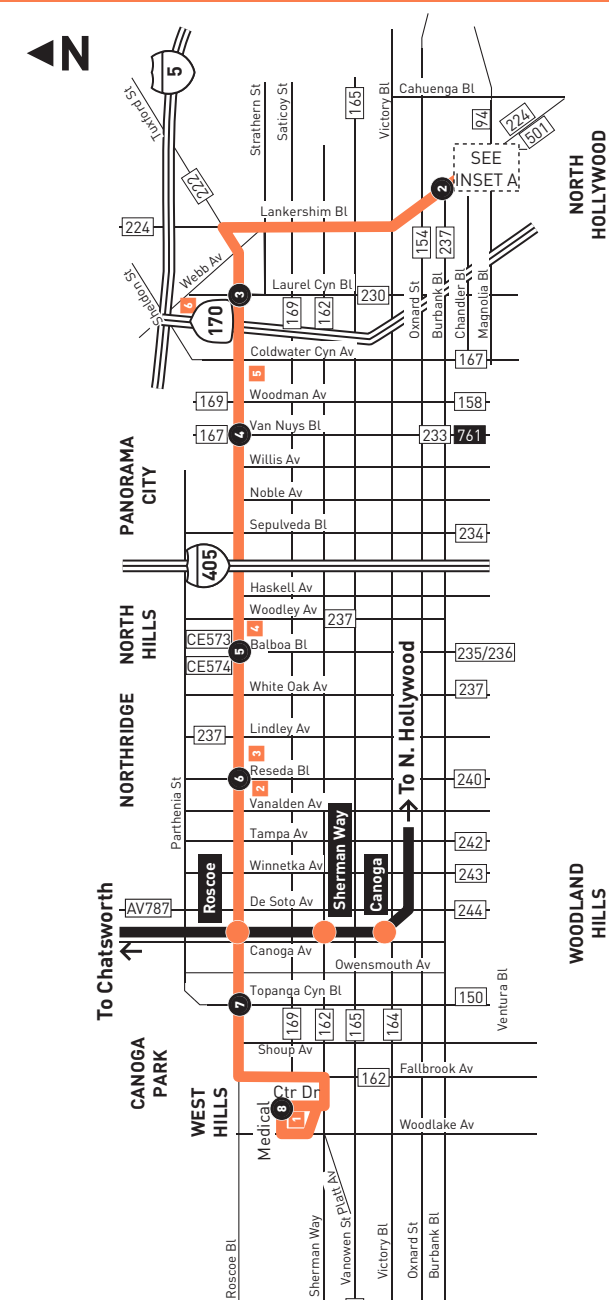 N
5
Tuxford St
222
224
Sheldon St
Webb Av
6
170
Strathern St
Saticoy St
165
Victory Bl
Cahuenga Bl
94
224
501
SEE
INSET A
2
NORTH
HOLLYWOOD
Lankershim Bl
154
237
3
Laurel Cyn Bl
230
169
162
Oxnard St
Burbank Bl
Chandler Bl
Magnolia Bl
Coldwater Cyn Av
167
5
169
Woodman Av
158
167
4
Van Nuys Bl
233
761
PANORAMA
CITY
Willis Av
Noble Av
Sepulveda Bl
234
405
Haskell Av
Woodley Av
237
4
NORTH
HILLS
CE573
CE574
5
Balboa Bl
235/236
White Oak Av
237
NORTHRIDGE
237
Lindley Av
3
6
Reseda Bl
240
2
Vanalden Av
Parthenia St
Tampa Av
242
Winnetka Av
243
De Soto Av
244
To N. Hollywood
Roscoe
Sherman Way
Canoga
AV787
To Chatsworth
Canoga Av
Owensmouth Av
WOODLAND
HILLS
7
Topanga Cyn Bl
150
Ventura Bl
169
162
165
164
CANOGA
PARK
Shoup Av
162
Fallbrook Av
WEST
HILLS
Medical
Ctr Dr
8
1
Woodlake Av
Roscoe Bl
Sherman Way
Vanowen St
Platt Av
Victory Bl
Oxnard St
Burbank Bl